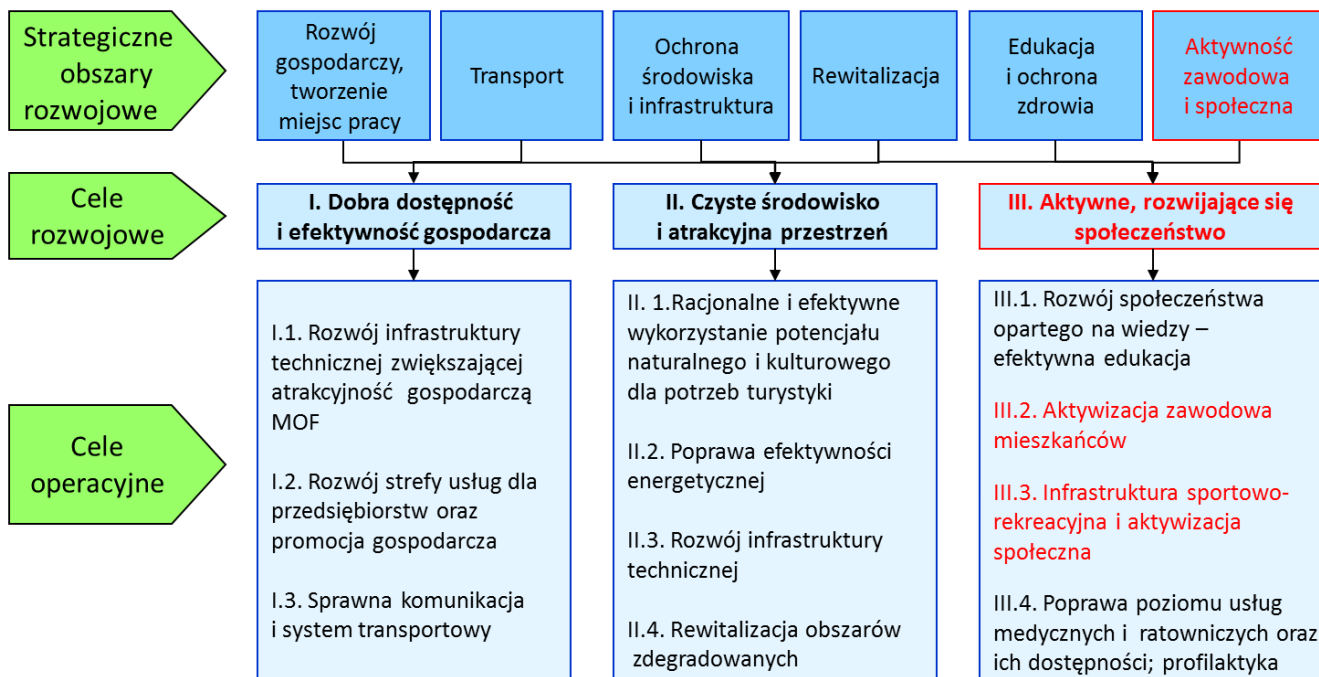 Strategiczne
obszary
rozwojowe
Rozwój
gospodarczy,
tworzenie
miejsc pracy
Transport
Ochrona
środowiska
i infrastruktura
Rewitalizacja
Edukacja
i ochrona
zdrowia
Aktywność
zawodowa
i społeczna
Cele
rozwojowe
I. Dobra dostępność
i efektywność gospodarcza
II. Czyste środowisko
i atrakcyjna przestrzeń
III. Aktywne, rozwijające się
społeczeństwo
Cele
operacyjne
I.1. Rozwój infrastruktury
technicznej zwiększającej
atrakcyjność gospodarczą
MOF
I.2. Rozwój strefy usług dla
przedsiębiorstw oraz
promocja gospodarcza
I.3. Sprawna komunikacja
i system transportowy
II. 1.Racjonalne i efektywne
wykorzystanie potencjału
naturalnego i kulturowego
dla potrzeb turystyki
II.2. Poprawa efektywności
energetycznej
II.3. Rozwój infrastruktury
technicznej
II.4. Rewitalizacja obszarów
zdegradowanych
III.1. Rozwój społeczeństwa
opartego na wiedzy –
efektywna edukacja
III.2. Aktywizacja zawodowa
mieszkańców
III.3. Infrastruktura sportowo-
rekreacyjna i aktywizacja
społeczna
III.4. Poprawa poziomu usług
medycznych i ratowniczych oraz
ich dostępności; profilaktyka